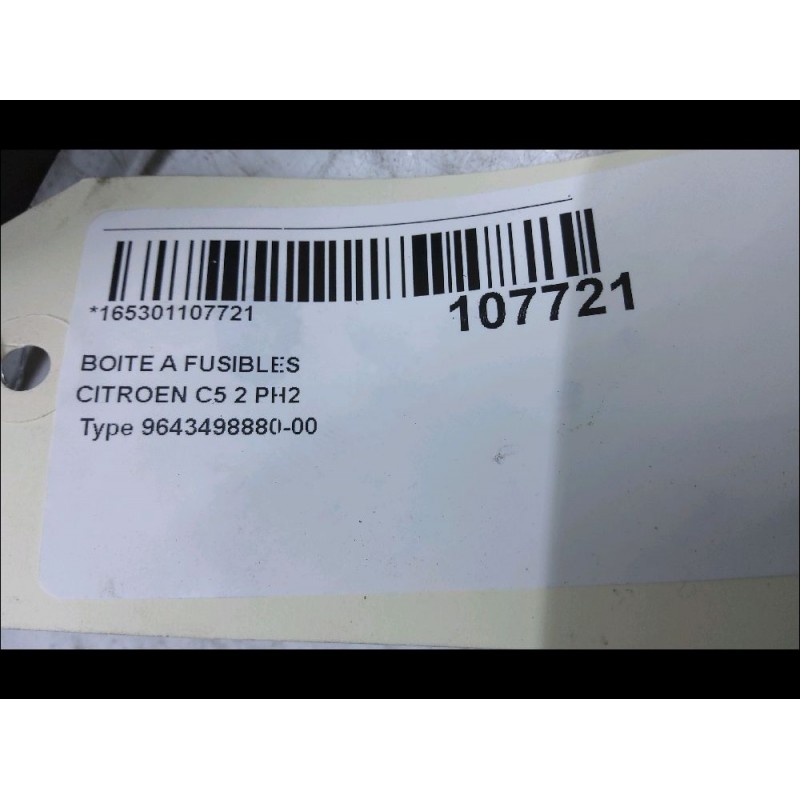 *165301107721
107721
BOITE A FUSIBLES
CITROEN C5 2 PH2
Type 9643498880-00